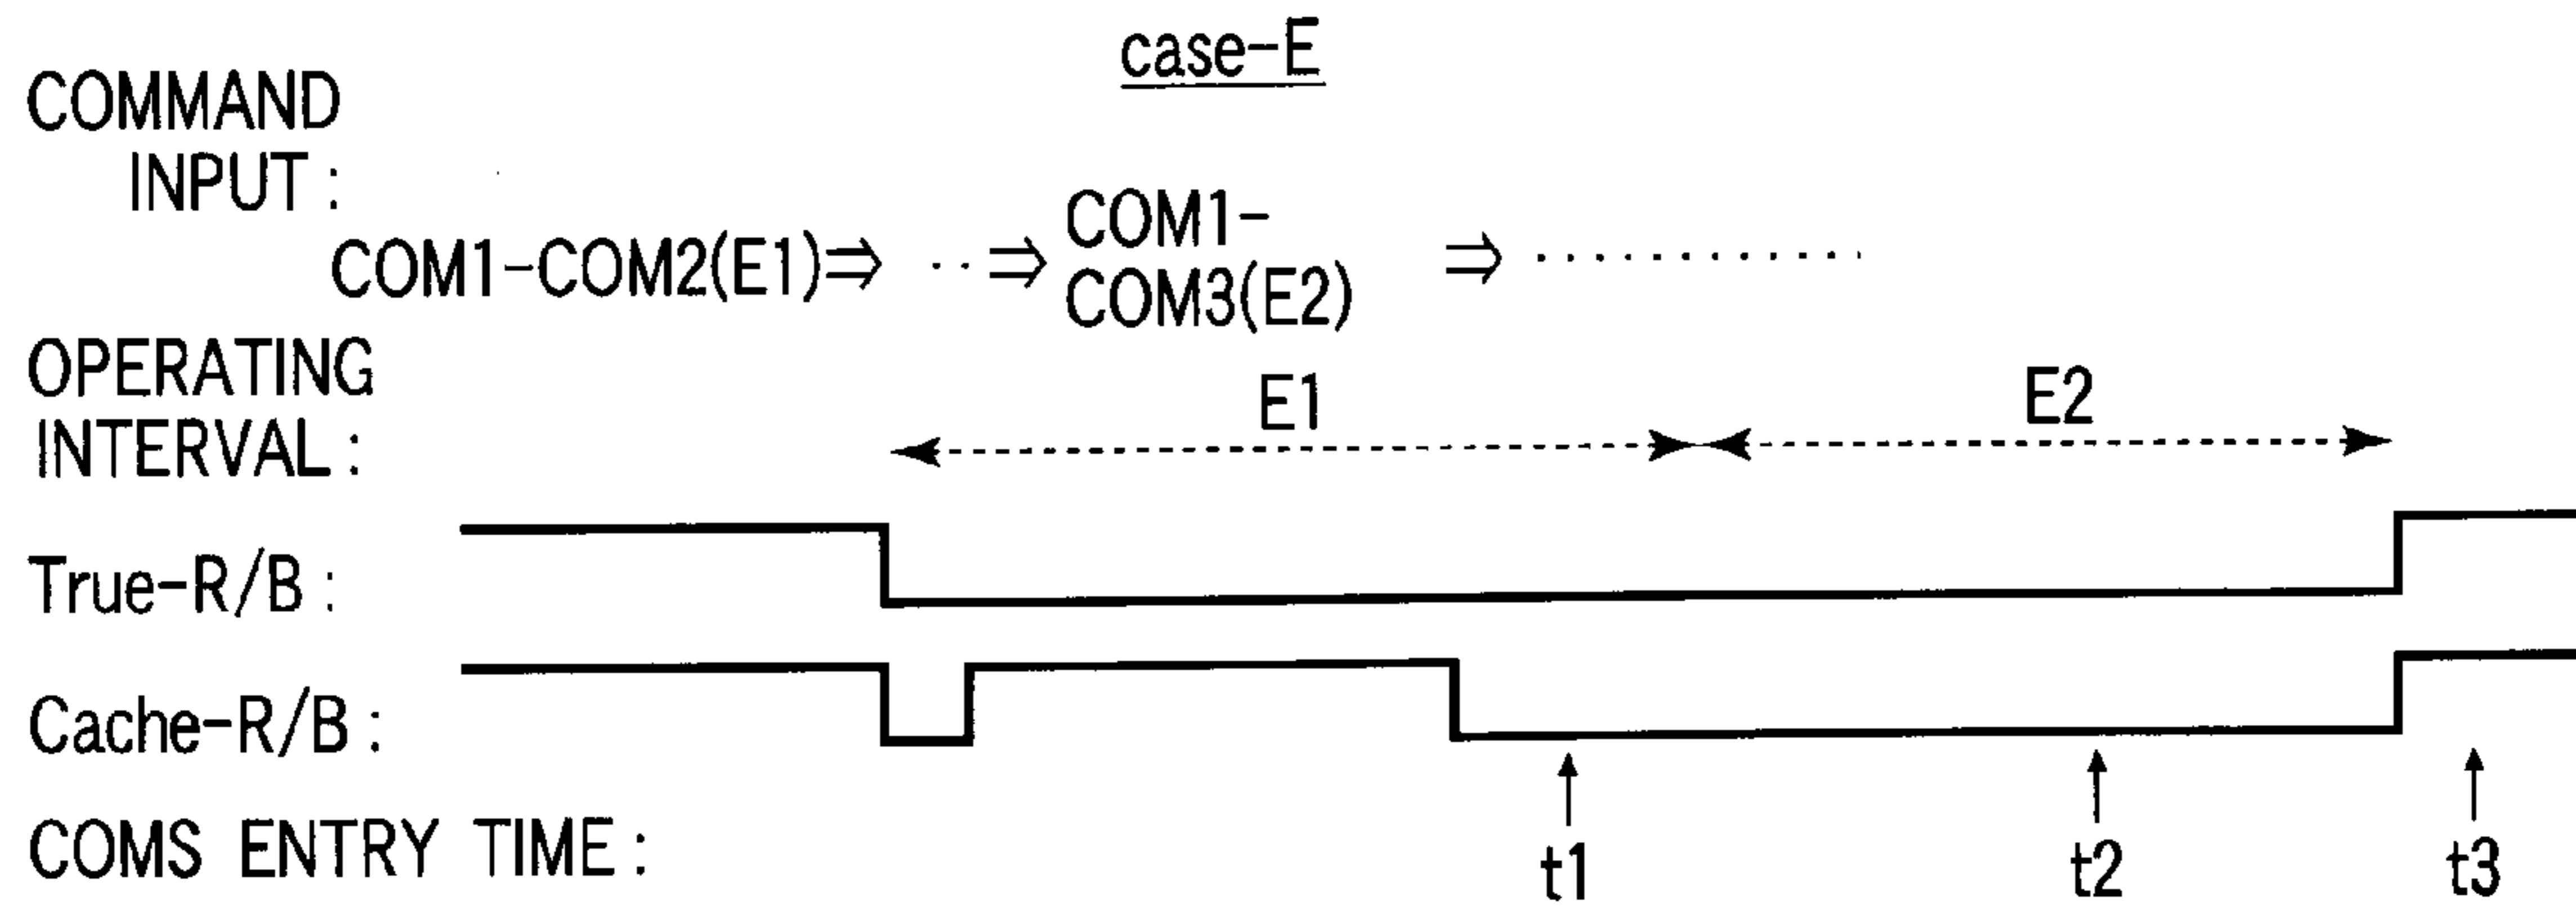 case-E
COMMAND
INPUT :
COM1-COM2(E1)⇒ ‥⇒ COM1-
COM3(E2) ⇒ ············
OPERATING
INTERVAL :
E1
E2
True-R/B :
Cache-R/B :
COMS ENTRY TIME :
t1
t2
t3